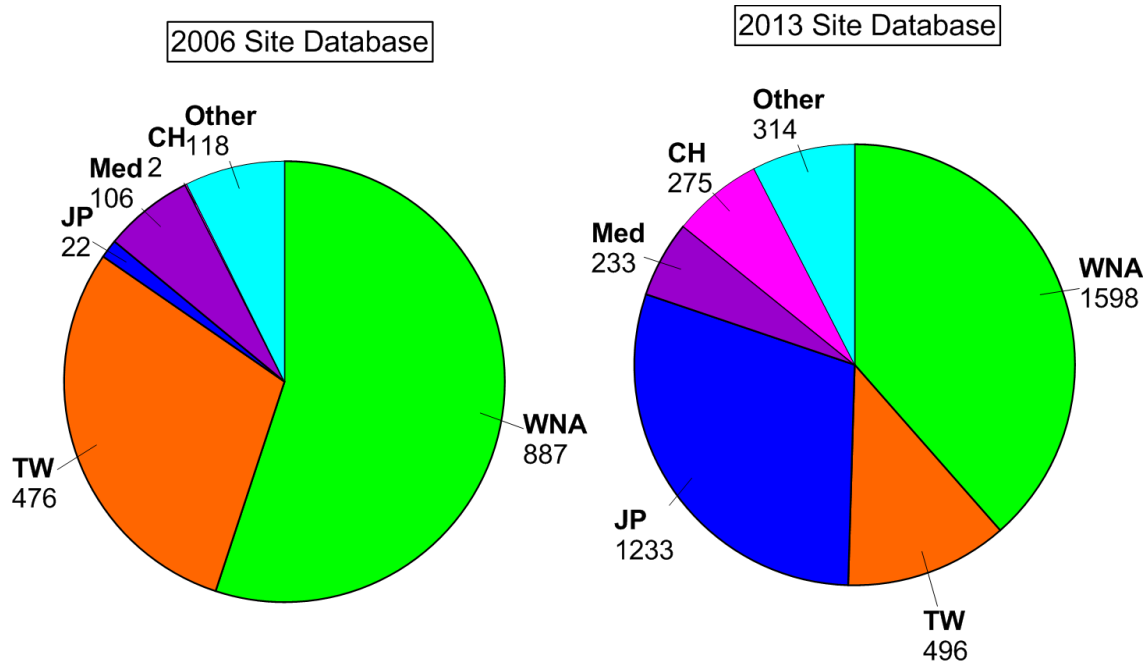 2006 Site Database
Other
118
CH
2
Med
106
JP
22
TW
476
WNA
887
2013 Site Database
Other
314
CH
275
Med
233
WNA
1598
JP
1233
TW
496